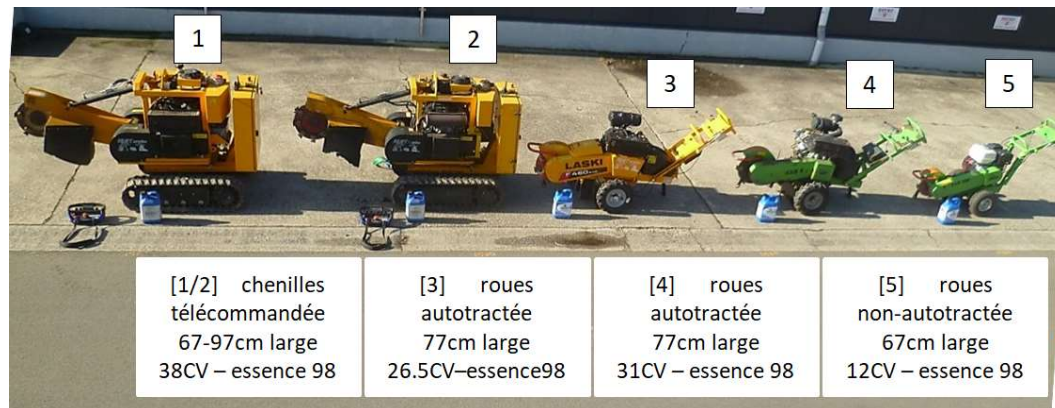 1
2
3
4
5
LASKI
[1/2] chenilles
télécommandée
67-97cm large
38CV – essence 98
[3] roues
autotractée
77cm large
26.5CV–essence98
[4] roues
autotractée
77cm large
31CV – essence 98
[5] roues
non-autotractée
67cm large
12CV – essence 98